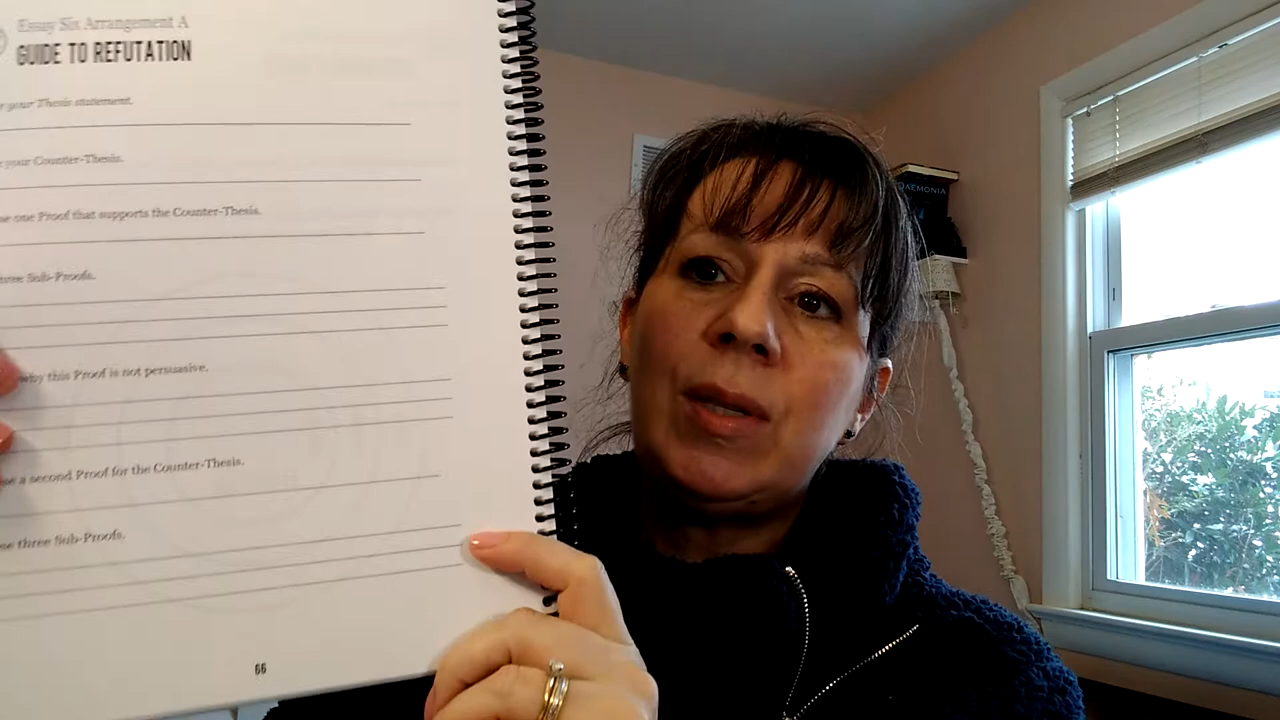 Essay Six Arrangement A
GUIDE TO REFUTATION
your Thesis statement.
your Counter-Thesis.
one Proof that supports the Counter-Thesis.
three Sub-Proofs.
why this Proof is not persuasive.
a second Proof for the Counter-Thesis.
three Sub-Proofs.
66
DAEMONIA